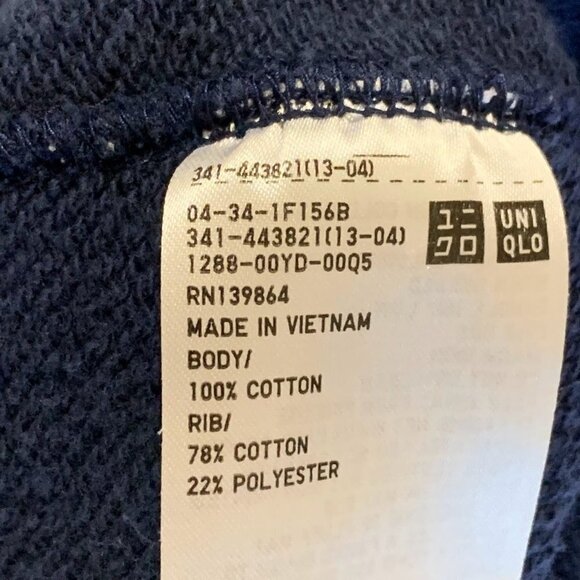 341-443821(13-04)
04-34-1F156B
341-443821(13-04)
1288-00YD-00Q5
ユニ
クロ
UNI
QLO
RN139864
MADE IN VIETNAM
BODY/
100% COTTON
RIB/
78% COTTON
22% POLYESTER